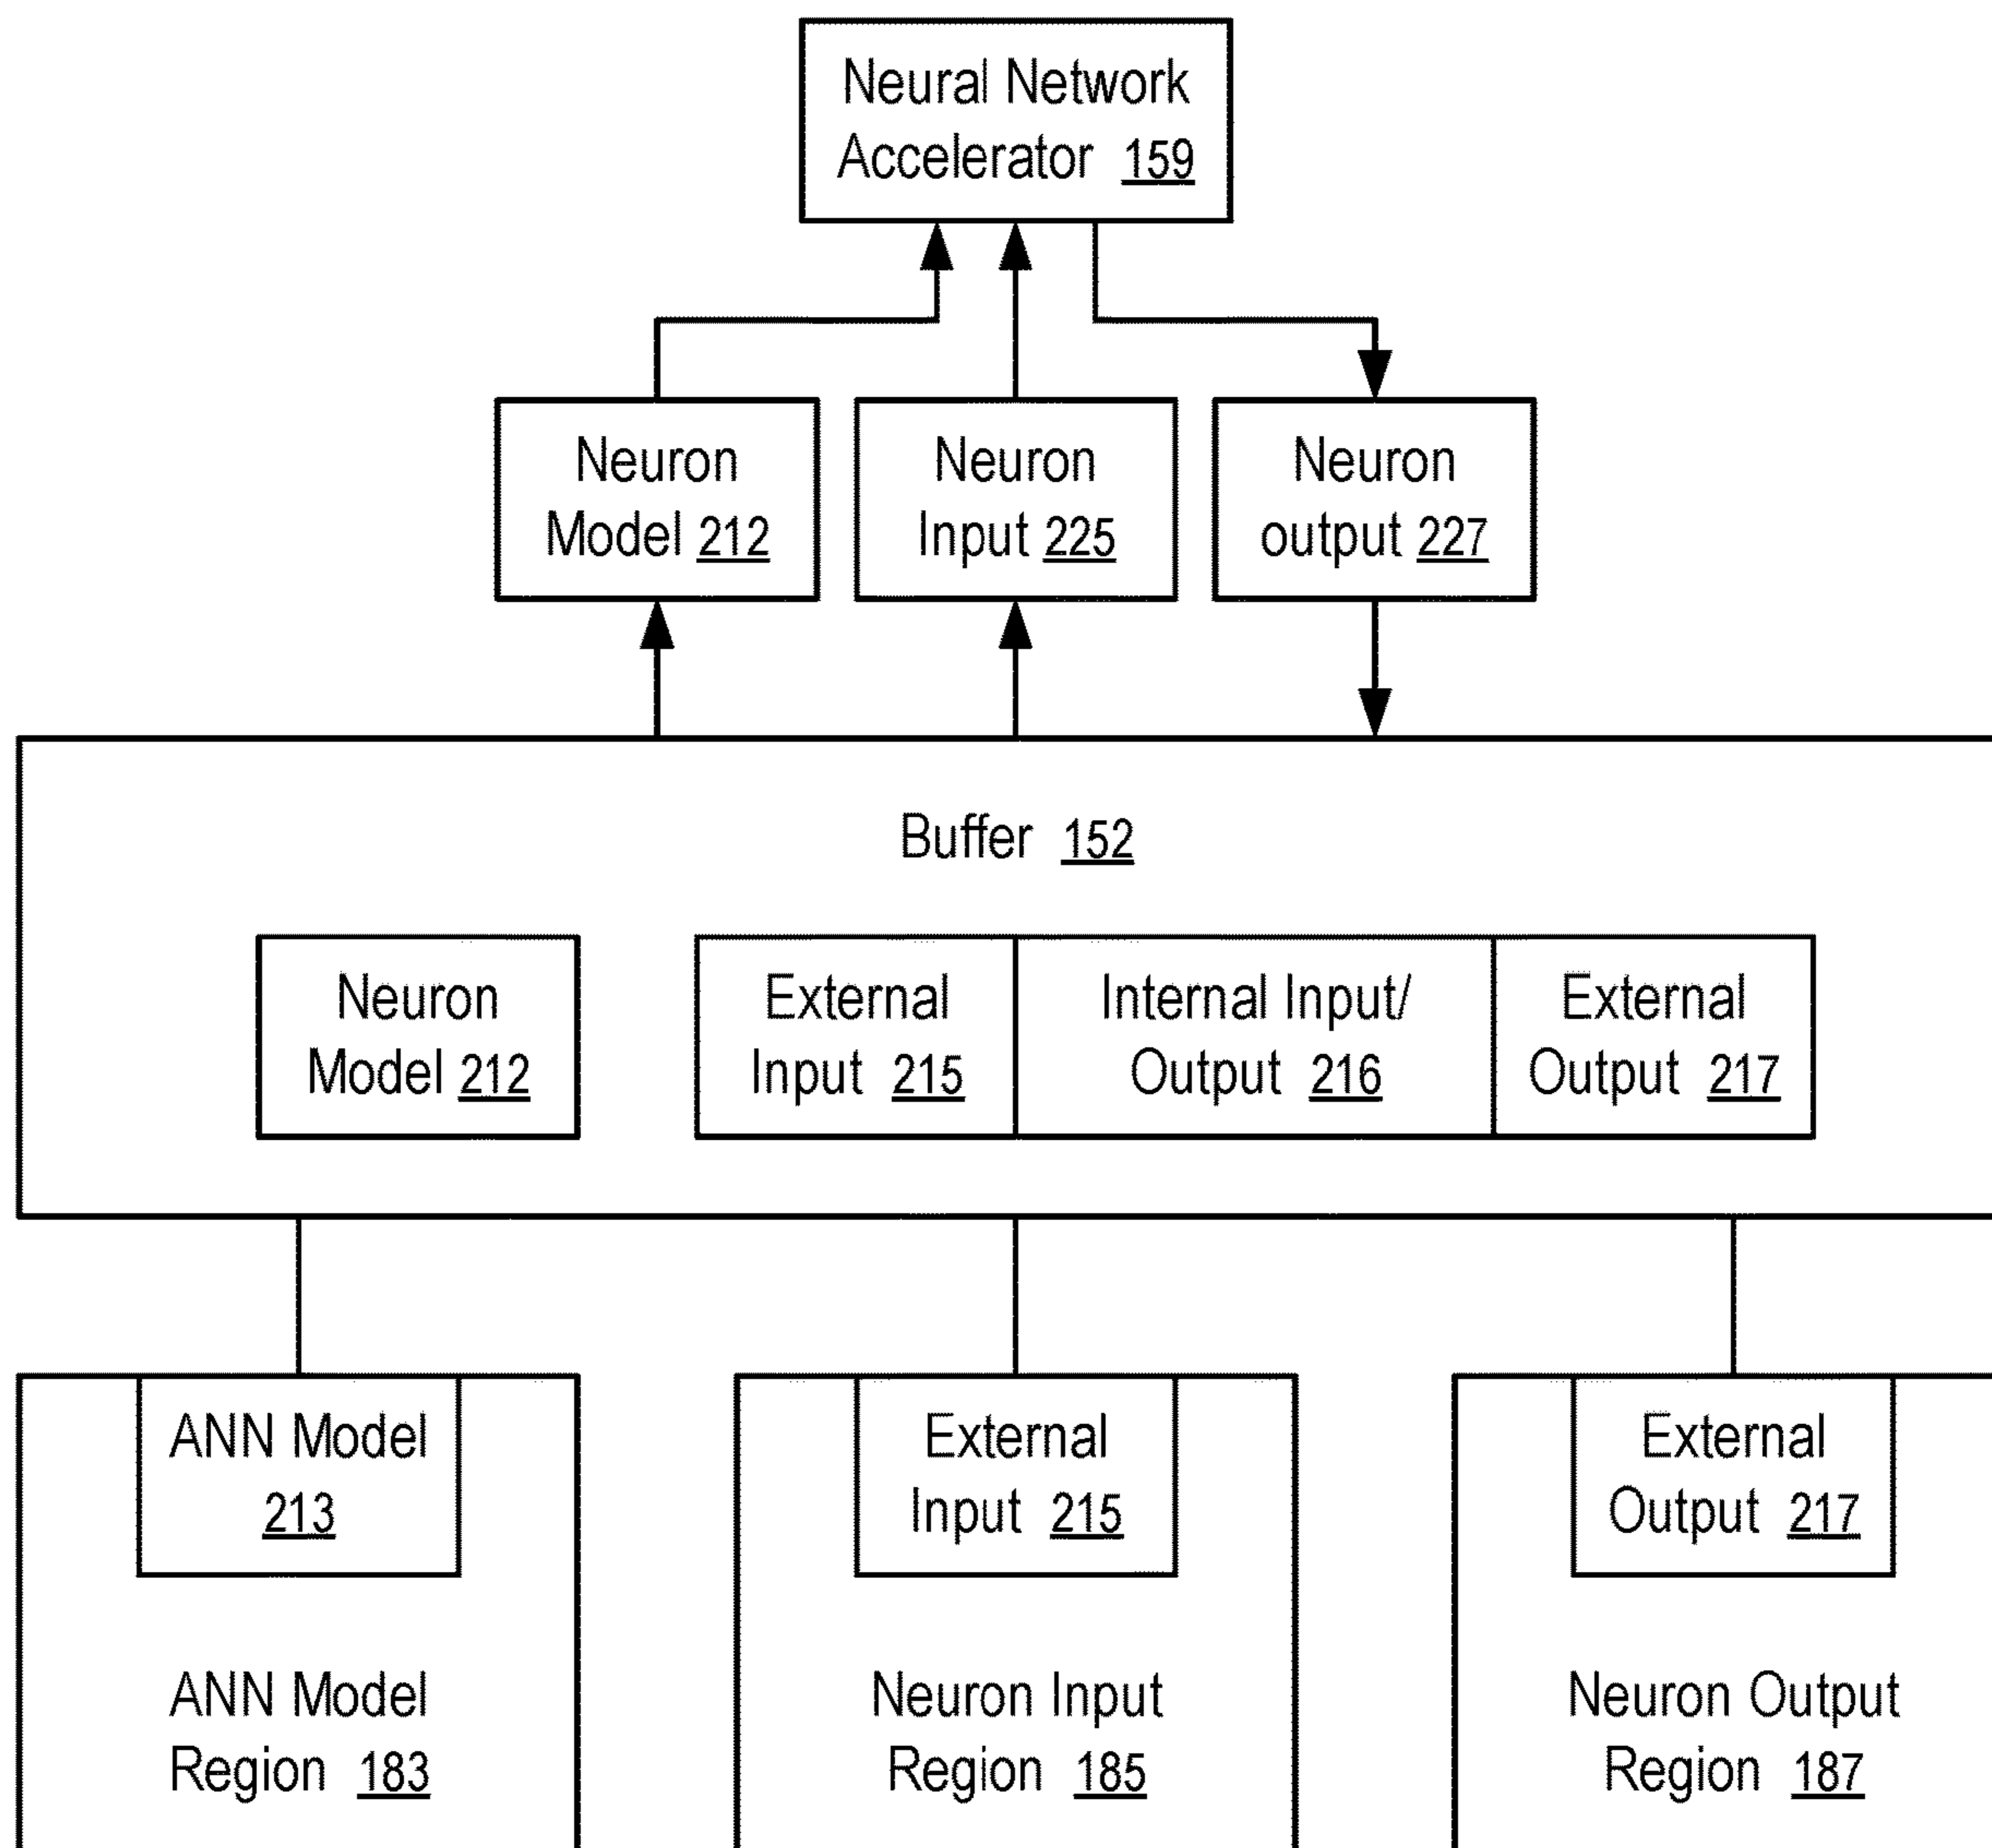 Neural Network
Accelerator 159
Neuron
Model 212
Neuron
Input 225
Neuron
output 227
Buffer 152
Neuron
Model 212
External
Input 215
Internal Input/
Output 216
External
Output 217
ANN Model
213
ANN Model
Region 183
External
Input 215
Neuron Input
Region 185
External
Output 217
Neuron Output
Region 187